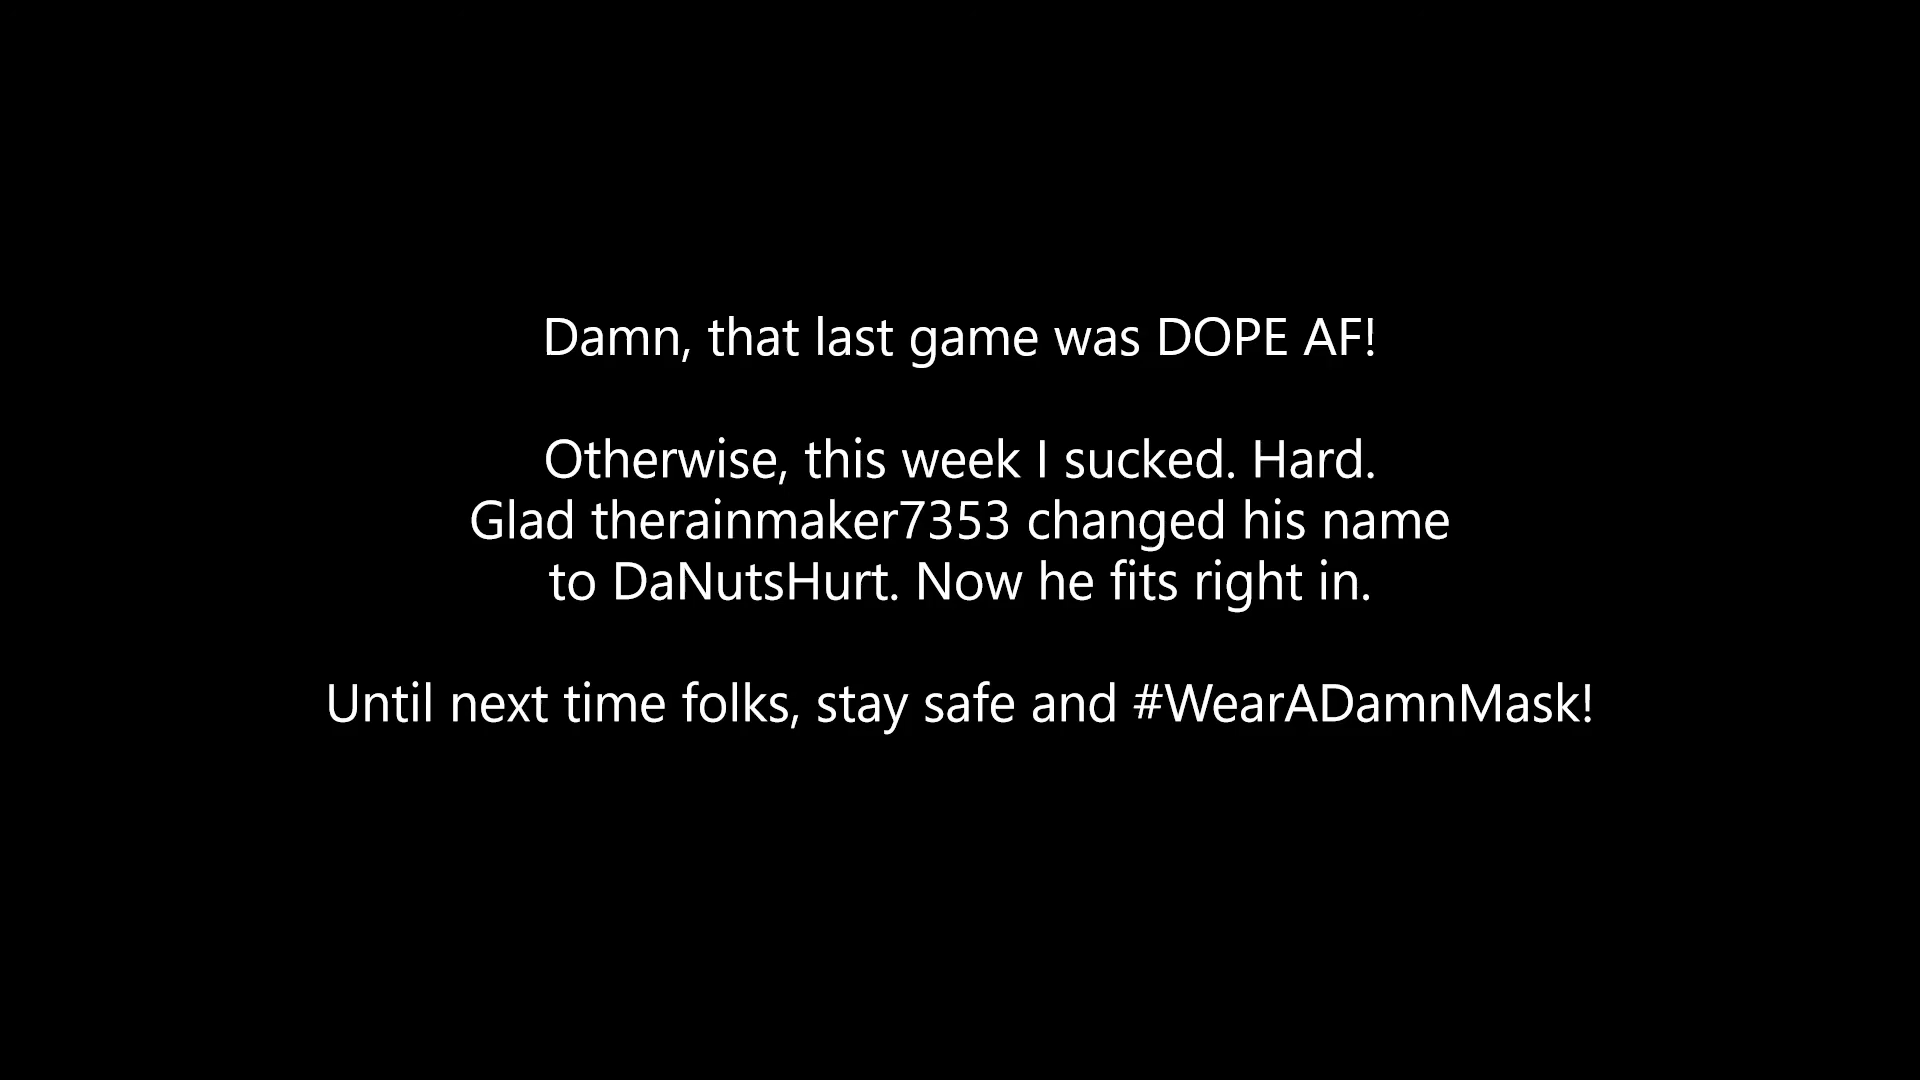 Damn, that last game was DOPE AF!
Otherwise, this week I sucked. Hard.
Glad therainmaker7353 changed his name
to DaNutsHurt. Now he fits right in.
Until next time folks, stay safe and #WearADamnMask!